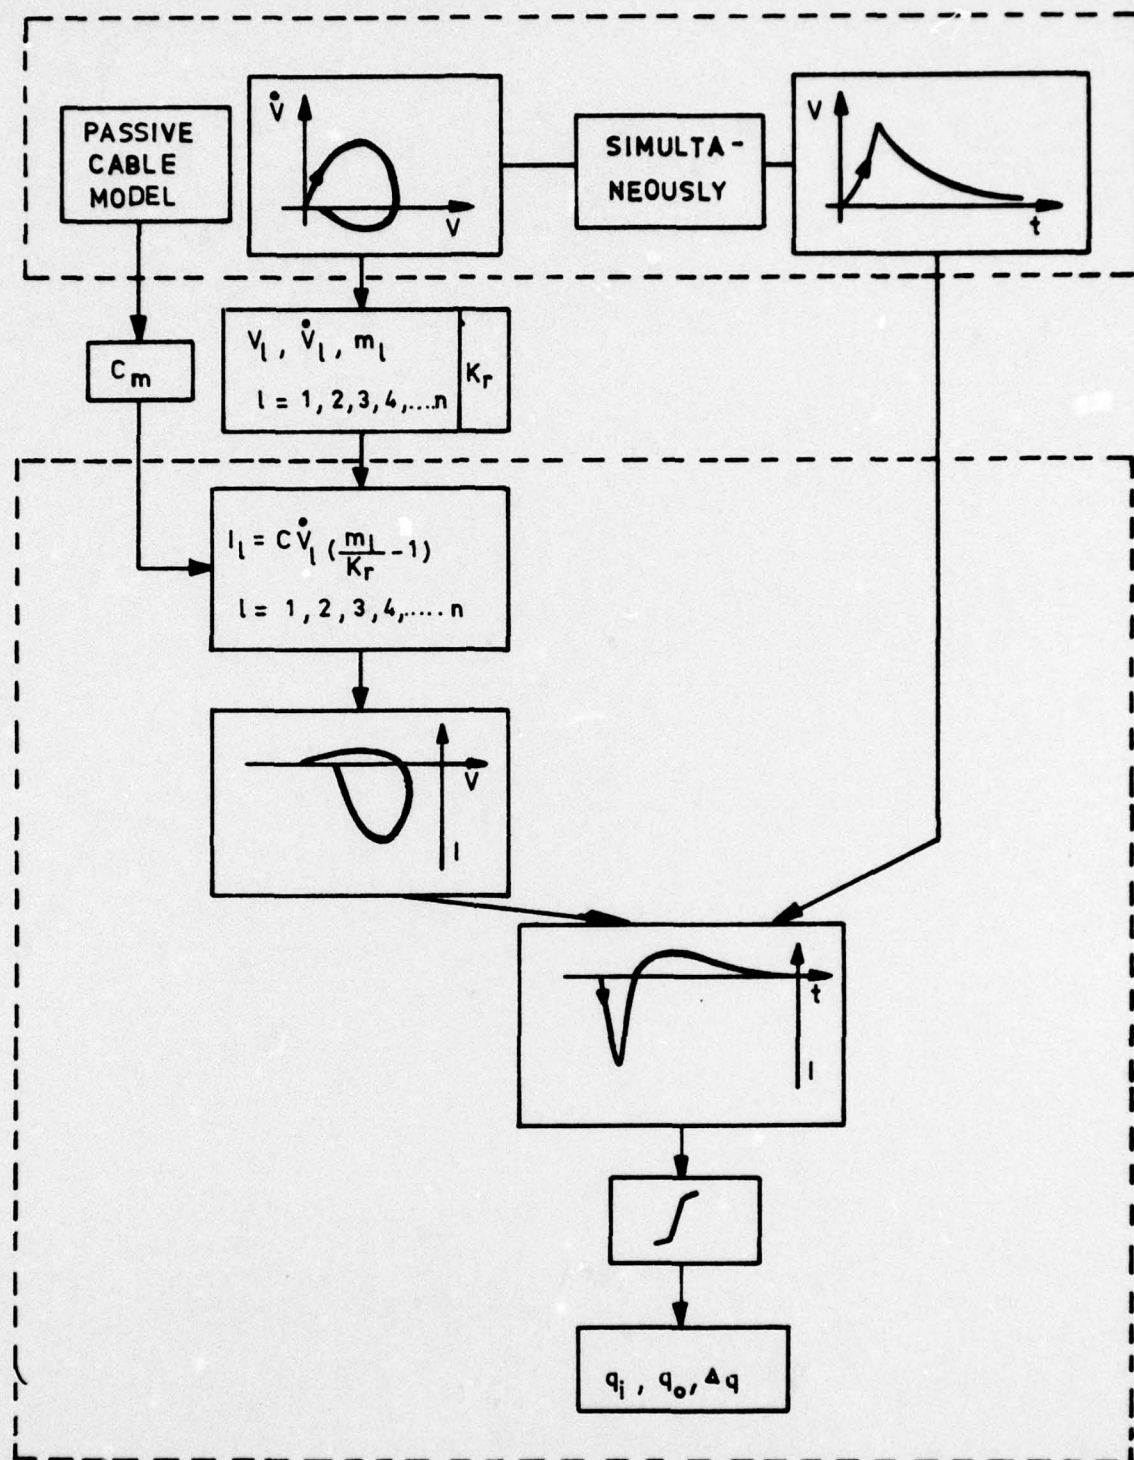 PASSIVE
CABLE
MODEL
V̇
V
SIMULTA-
NEOUSLY
V
t
Cm
Vl, V̇l, ml
l = 1, 2, 3, 4,....n
Kr
Il = C V̇l (ml/Kr - 1)
l = 1, 2, 3, 4,.....n
V
I
t
I
∫
qi, qo, Δq